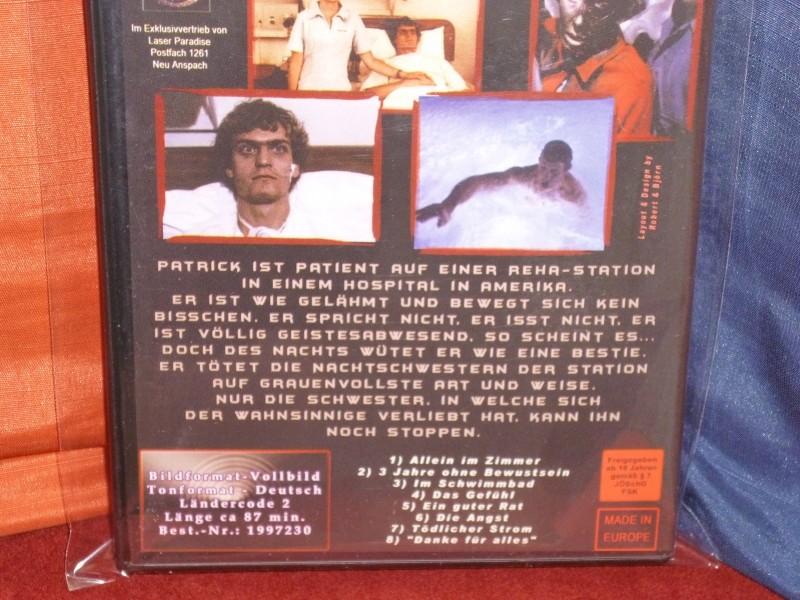 Im Exklusivvertrieb von
Laser Paradise
Postfach 1261
Neu Anspach
Layout & Design by
Robert & Björn
PATRICK IST PATIENT AUF EINER REHA-STATION
IN EINEM HOSPITAL IN AMERIKA.
ER IST WIE GELÄHMT UND BEWEGT SICH KEIN
BISSCHEN. ER SPRICHT NICHT, ER ISST NICHT, ER
IST VÖLLIG GEISTESABWESEND, SO SCHEINT ES...
DOCH DES NACHTS WÜTET ER WIE EINE BESTIE.
ER TÖTET DIE NACHTSCHWESTERN DER STATION
AUF GRAUENVOLLSTE ART UND WEISE.
NUR DIE SCHWESTER, IN WELCHE SICH
DER WAHNSINNIGE VERLIEBT HAT, KANN IHN
NOCH STOPPEN.
Bildformat-Vollbild
Tonformat - Deutsch
Ländercode 2
Länge ca 87 min.
Best.-Nr.: 1997230
1) Allein im Zimmer
2) 3 Jahre ohne Bewustsein
3) Im Schwimmbad
4) Das Gefühl
5) Ein guter Rat
6) Die Angst
7) Tödlicher Strom
8) "Danke für alles"
Freigegeben
ab 16 Jahren
gemäß § 7
JÖSchG
FSK
MADE IN
EUROPE